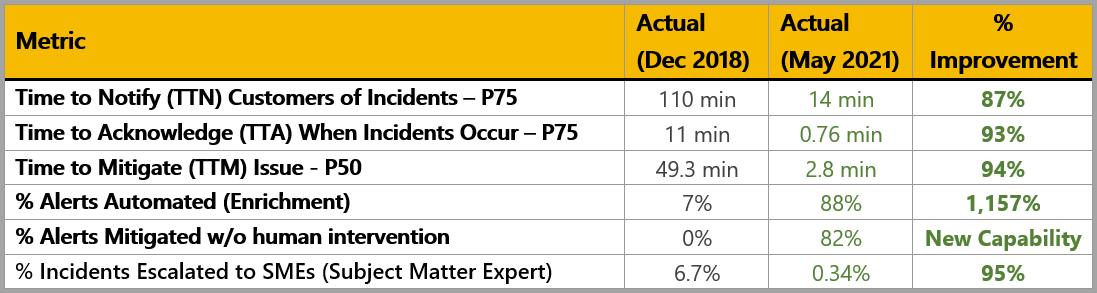 Metric Actual (Dec 2018) Actual (May 2021) % Improvement
Time to Notify (TTN) Customers of Incidents – P75 110 min 14 min 87%
Time to Acknowledge (TTA) When Incidents Occur – P75 11 min 0.76 min 93%
Time to Mitigate (TTM) Issue - P50 49.3 min 2.8 min 94%
% Alerts Automated (Enrichment) 7% 88% 1,157%
% Alerts Mitigated w/o human intervention 0% 82% New Capability
% Incidents Escalated to SMEs (Subject Matter Expert) 6.7% 0.34% 95%